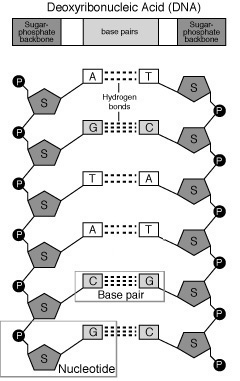 Deoxyribonucleic Acid (DNA)
Sugar-
phosphate
backbone
base pairs
Sugar-
phosphate
backbone
P A T P
S Hydrogen bonds S
P G C P
S S
P T A P
S S
P A T P
S S
P C G P
S Base pair S
P G C P
S Nucleotide S
P